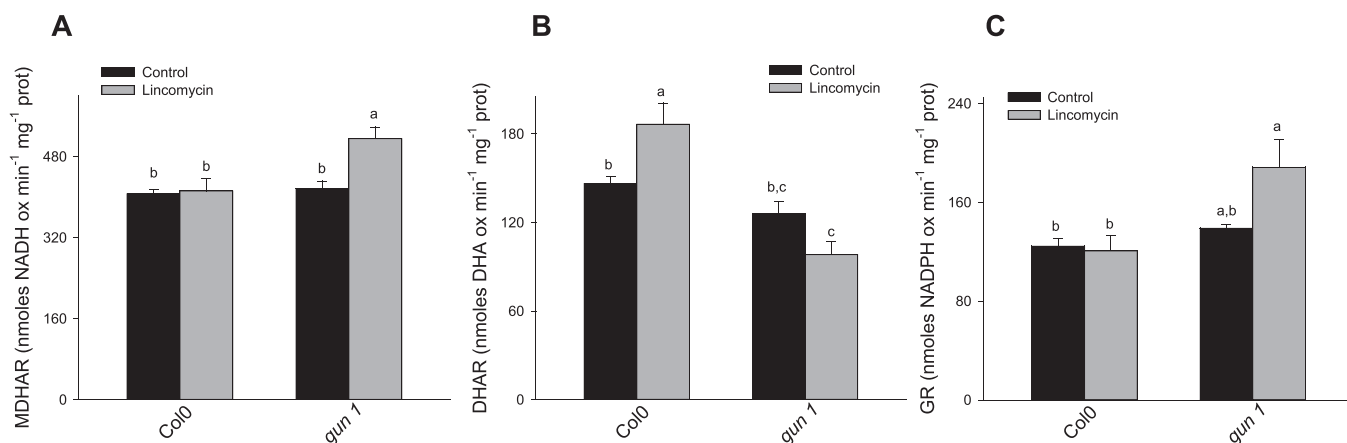 A
Control
Lincomycin
MDHAR (nmoles NADH ox min⁻¹ mg⁻¹ prot)
480
320
160
0
b
b
b
a
Col0
gun 1
B
Control
Lincomycin
DHAR (nmoles DHA ox min⁻¹ mg⁻¹ prot)
180
120
60
0
b
a
b,c
c
Col0
gun 1
C
Control
Lincomycin
GR (nmoles NADPH ox min⁻¹ mg⁻¹ prot)
240
160
80
0
b
b
a,b
a
Col0
gun 1